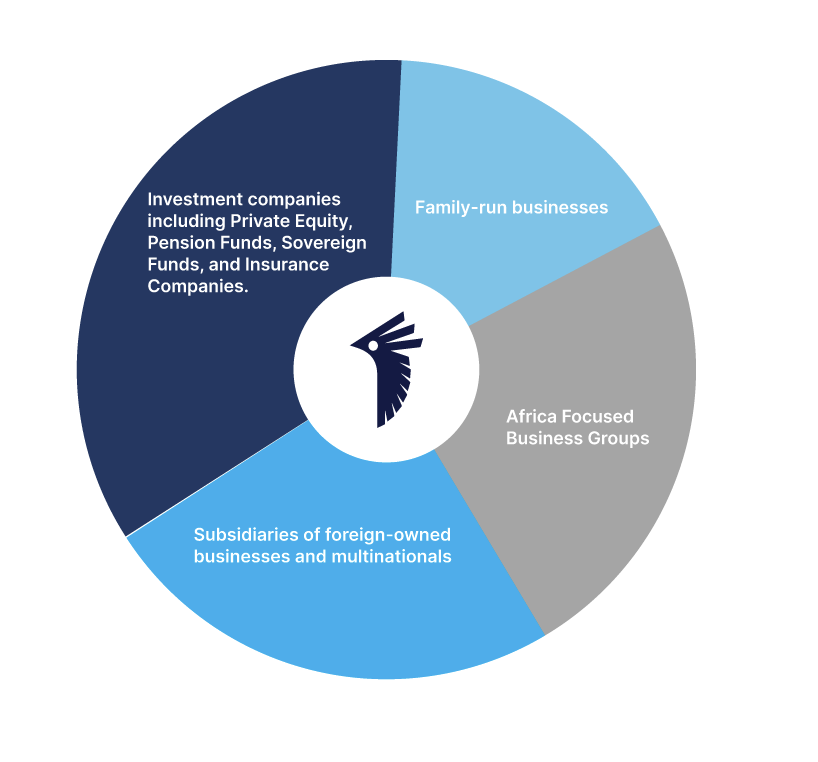 Investment companies
including Private Equity,
Pension Funds, Sovereign
Funds, and Insurance
Companies.
Family-run businesses
Africa Focused
Business Groups
Subsidiaries of foreign-owned
businesses and multinationals